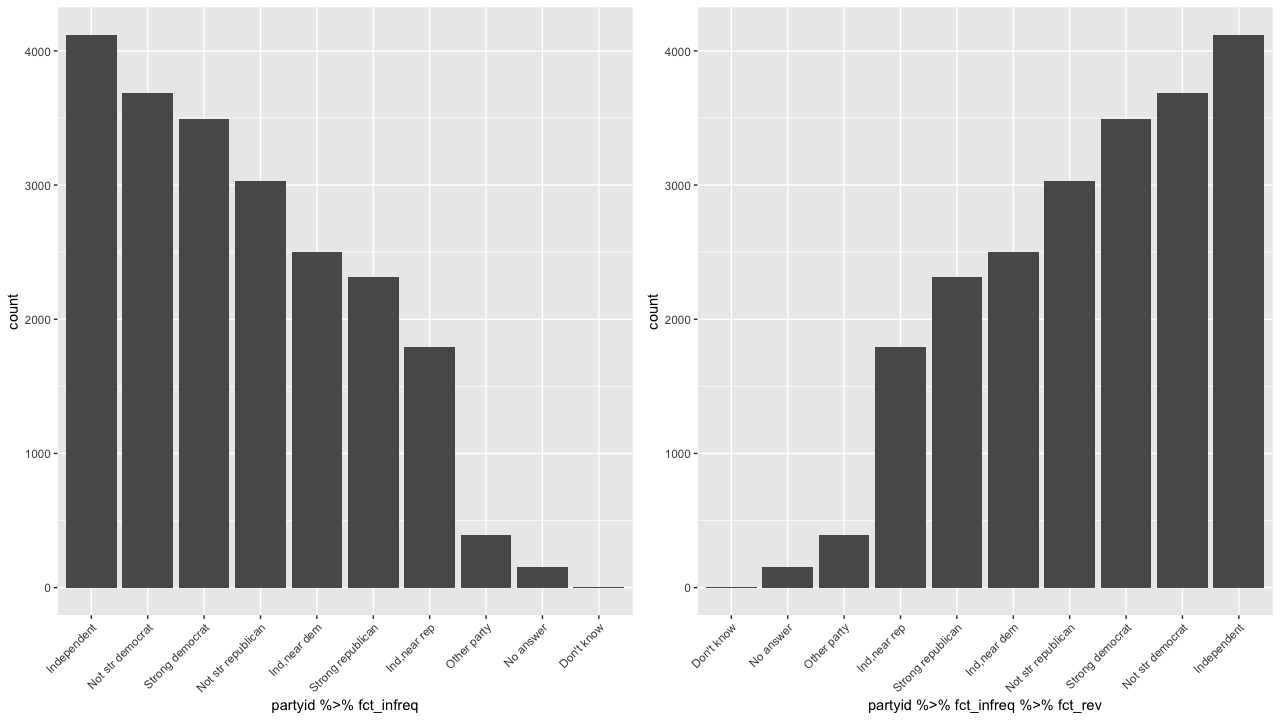 count
4000
3000
2000
1000
0
Independent
Not str democrat
Strong democrat
Not str republican
Ind,near dem
Strong republican
Ind,near rep
Other party
No answer
Don't know
partyid %>% fct_infreq
count
4000
3000
2000
1000
0
Don't know
No answer
Other party
Ind,near rep
Strong republican
Ind,near dem
Not str republican
Strong democrat
Not str democrat
Independent
partyid %>% fct_infreq %>% fct_rev